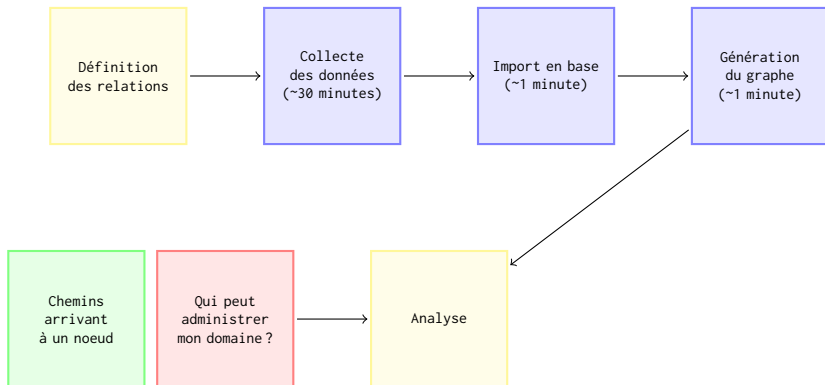 Définition
des relations
Collecte
des données
(~30 minutes)
Import en base
(~1 minute)
Génération
du graphe
(~1 minute)
Chemins
arrivant
à un noeud
Qui peut
administrer
mon domaine ?
Analyse